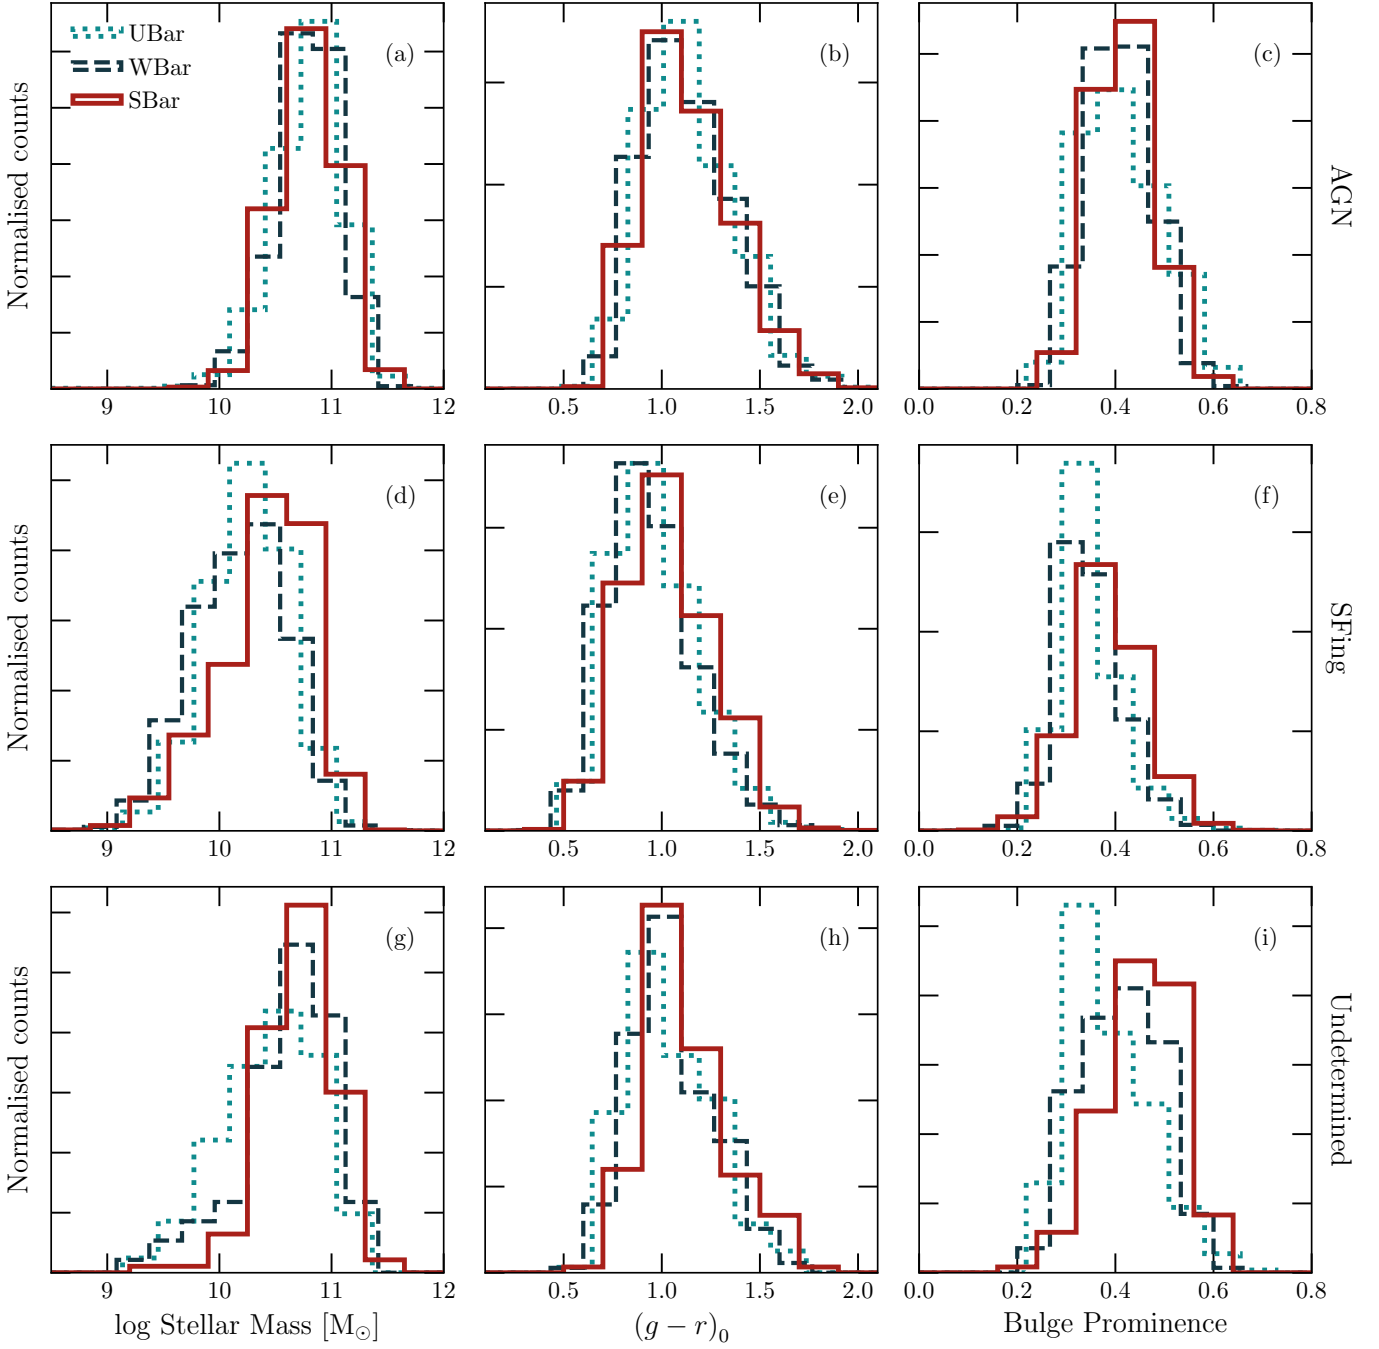 UBar
WBar
SBar
(a)
(b)
(c)
Normalised counts
AGN
9 10 11 12
0.5 1.0 1.5 2.0
0.0 0.2 0.4 0.6 0.8
(d)
(e)
(f)
Normalised counts
SFing
9 10 11 12
0.5 1.0 1.5 2.0
0.0 0.2 0.4 0.6 0.8
(g)
(h)
(i)
Normalised counts
Undetermined
9 10 11 12
0.5 1.0 1.5 2.0
0.0 0.2 0.4 0.6 0.8
log Stellar Mass [M⊙]
(g − r)₀
Bulge Prominence